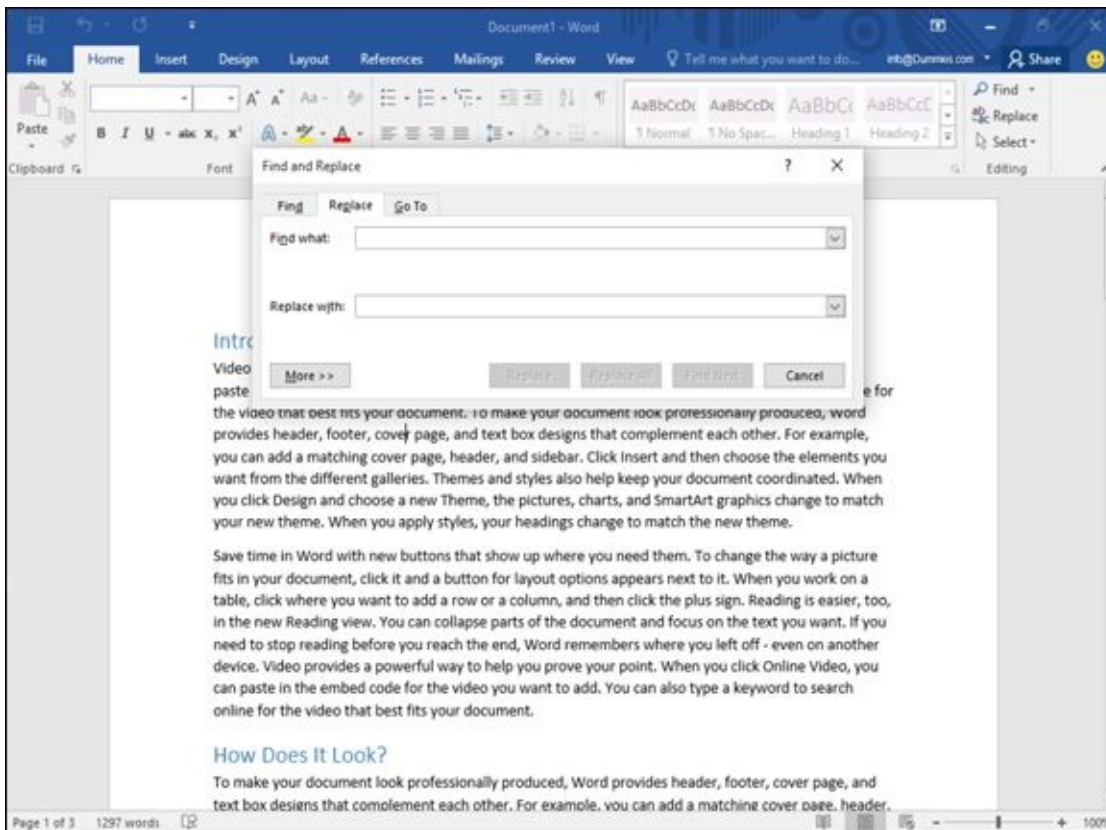 Document1 - Word
File Home Insert Design Layout References Mailings Review View Tell me what you want to do... info@Dummies.com Share
Paste
Clipboard
B I U abc x, x² A A
Aa
A A
Font
AaBbCcDc AaBbCcDc AaBbCc AaBbCcD
¶ Normal ¶ No Spac... Heading 1 Heading 2
Find
Replace
Select
Editing
Find and Replace ? X
Find Replace Go To
Find what:
Replace with:
More >> Replace Replace All Find Next Cancel
Intro
Video
paste e for
the video that best fits your document. To make your document look professionally produced, Word
provides header, footer, cover page, and text box designs that complement each other. For example,
you can add a matching cover page, header, and sidebar. Click Insert and then choose the elements you
want from the different galleries. Themes and styles also help keep your document coordinated. When
you click Design and choose a new Theme, the pictures, charts, and SmartArt graphics change to match
your new theme. When you apply styles, your headings change to match the new theme.
Save time in Word with new buttons that show up where you need them. To change the way a picture
fits in your document, click it and a button for layout options appears next to it. When you work on a
table, click where you want to add a row or a column, and then click the plus sign. Reading is easier, too,
in the new Reading view. You can collapse parts of the document and focus on the text you want. If you
need to stop reading before you reach the end, Word remembers where you left off - even on another
device. Video provides a powerful way to help you prove your point. When you click Online Video, you
can paste in the embed code for the video you want to add. You can also type a keyword to search
online for the video that best fits your document.
How Does It Look?
To make your document look professionally produced, Word provides header, footer, cover page, and
text box designs that complement each other. For example, you can add a matching cover page, header,
Page 1 of 3 1297 words 100%